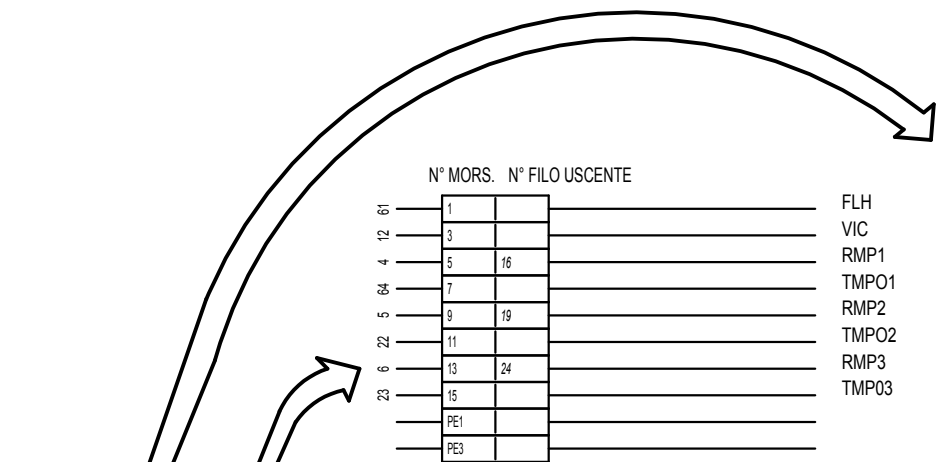 N° MORS. N° FILO USCENTE
61 1 FLH
12 3 VIC
4 5 16 RMP1
64 7 TMPO1
5 9 19 RMP2
22 11 TMPO2
6 13 24 RMP3
23 15 TMP03
PE1
PE3